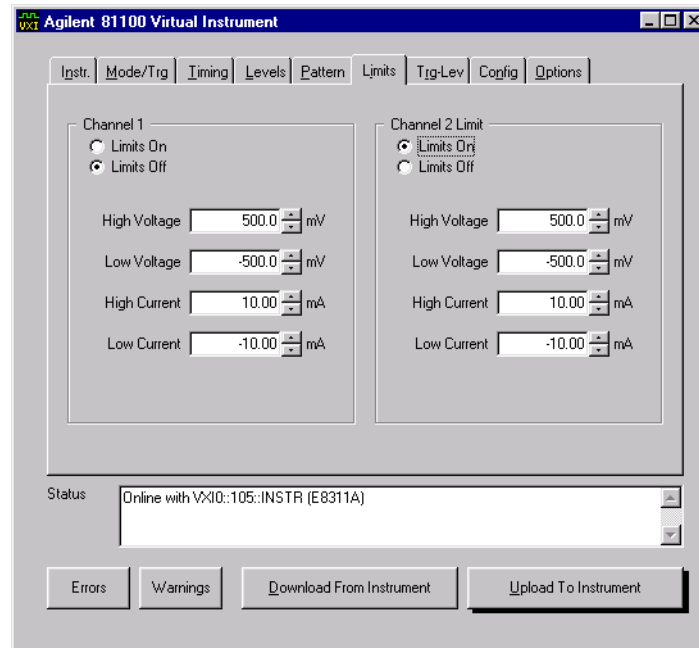 VXI Agilent 81100 Virtual Instrument
Instr. Mode/Trg Timing Levels Pattern Limits Trg-Lev Config Options
Channel 1
Limits On
Limits Off
High Voltage 500.0 mV
Low Voltage -500.0 mV
High Current 10.00 mA
Low Current -10.00 mA
Channel 2 Limit
Limits On
Limits Off
High Voltage 500.0 mV
Low Voltage -500.0 mV
High Current 10.00 mA
Low Current -10.00 mA
Status
Online with VXI0::105::INSTR (E8311A)
Errors Warnings Download From Instrument Upload To Instrument